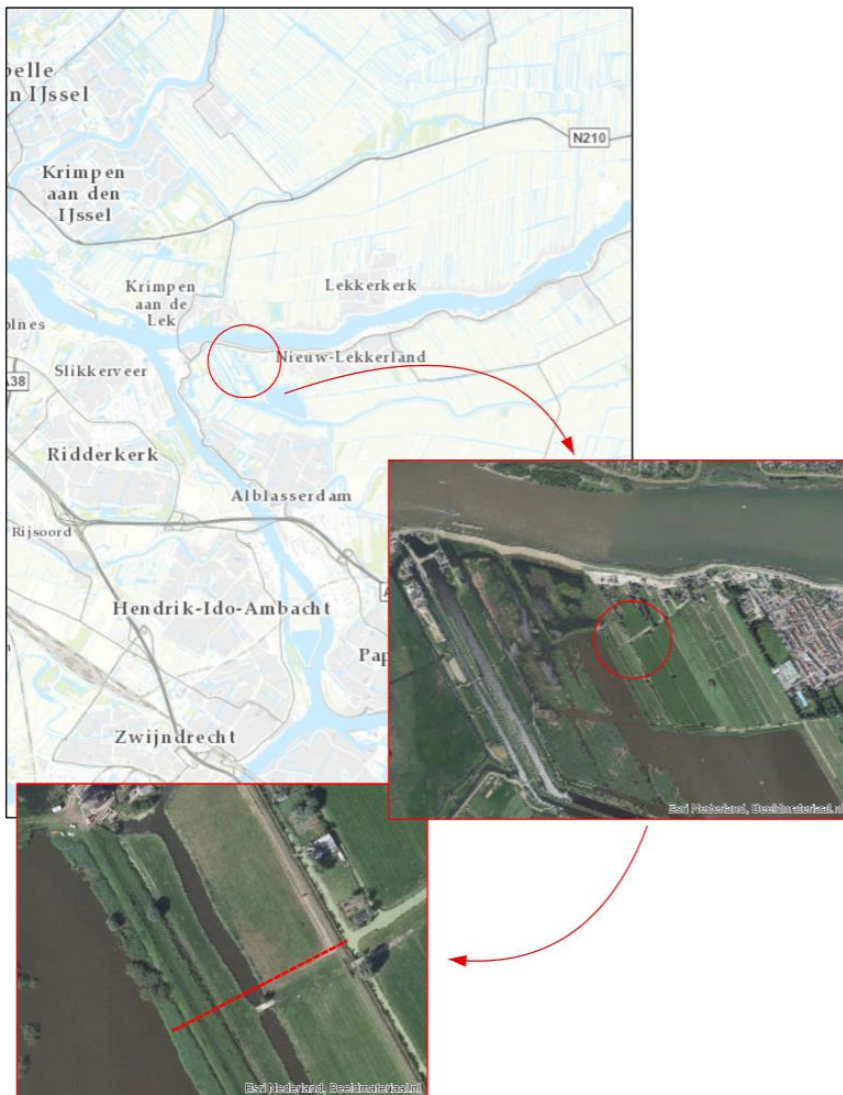 pelle
n IJssel
N210
Krimpen
aan den
IJssel
Krimpen
aan de
Lek
Lekkerkerk
olnes
Nieuw-Lekkerland
Slikkerveer
A38
Ridderkerk
Alblasserdam
Rijsoord
A
Hendrik-Ido-Ambacht
Pap
Zwijndrecht
Esri Nederland, Beeldmateriaal.nl
Esri Nederland, Beeldmateriaal.nl